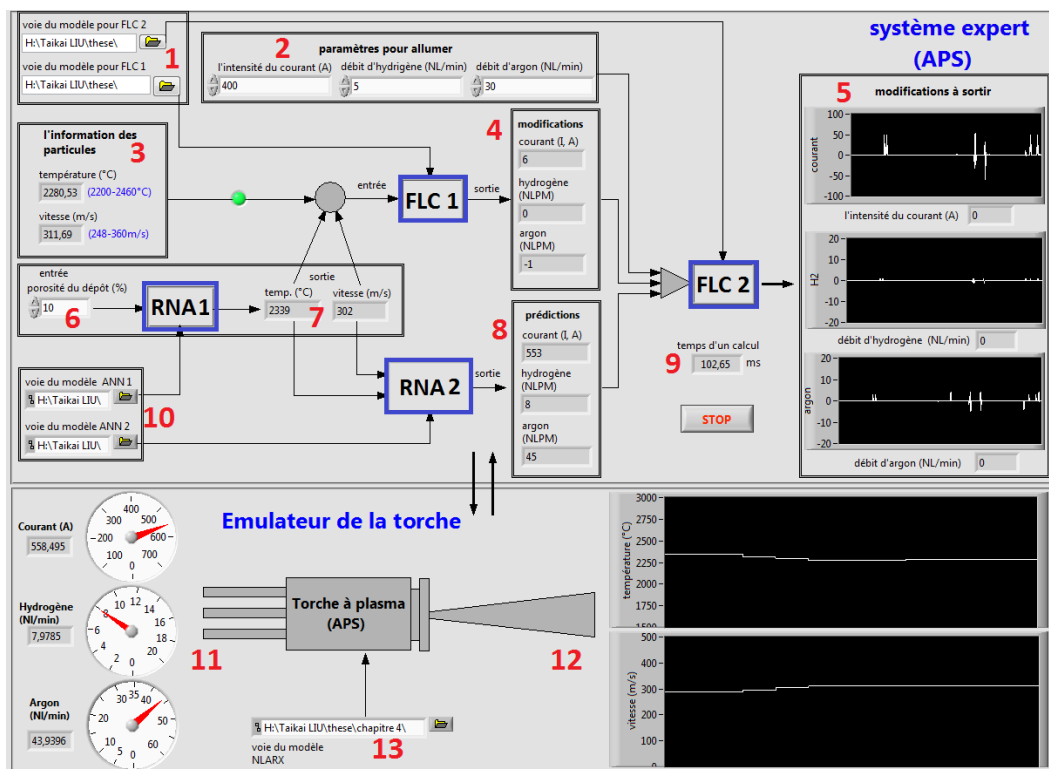 voie du modèle pour FLC 2
H:\Taikai LIU\these\
voie du modèle pour FLC 1
H:\Taikai LIU\these\
1
2
paramètres pour allumer
l'intensité du courant (A)
débit d'hydrigène (NL/min)
débit d'argon (NL/min)
400
5
30
système expert
(APS)
l'information des
particules
3
température (°C)
2280,53
(2200-2460°C)
vitesse (m/s)
311,69
(248-360m/s)
entrée
FLC 1
sortie
4
modifications
courant (I, A)
6
hydrogène
(NLPM)
0
argon
(NLPM)
-1
FLC 2
5
modifications à sortir
100
50
0
-50
-100
courant
l'intensité du courant (A)
0
20
10
0
-10
-20
H2
débit d'hydrogène (NL/min)
0
20
10
0
-10
-20
argon
débit d'argon (NL/min)
0
entrée
porosité du dépôt (%)
10
6
RNA1
sortie
temp. (°C)
2339
7
vitesse (m/s)
302
RNA 2
sortie
8
prédictions
courant (I, A)
553
hydrogène
(NLPM)
8
argon
(NLPM)
45
temps d'un calcul
9
102,65
ms
STOP
voie du modèle ANN 1
H:\Taikai LIU\
voie du modèle ANN 2
H:\Taikai LIU\
10
Emulateur de la torche
Courant (A)
558,495
0
100
200
300
400
500
600
700
Hydrogène
(Nl/min)
7,9785
0
2
4
6
8
10
12
14
16
18
20
Argon
(Nl/min)
43,9396
0
5
10
20
30
35
40
50
60
11
Torche à plasma
(APS)
12
H:\Taikai LIU\these\chapitre 4\
voie du modèle
NLARX
13
3000
2750
2500
2250
2000
1750
1500
température (°C)
500
400
300
200
100
0
vitesse (m/s)